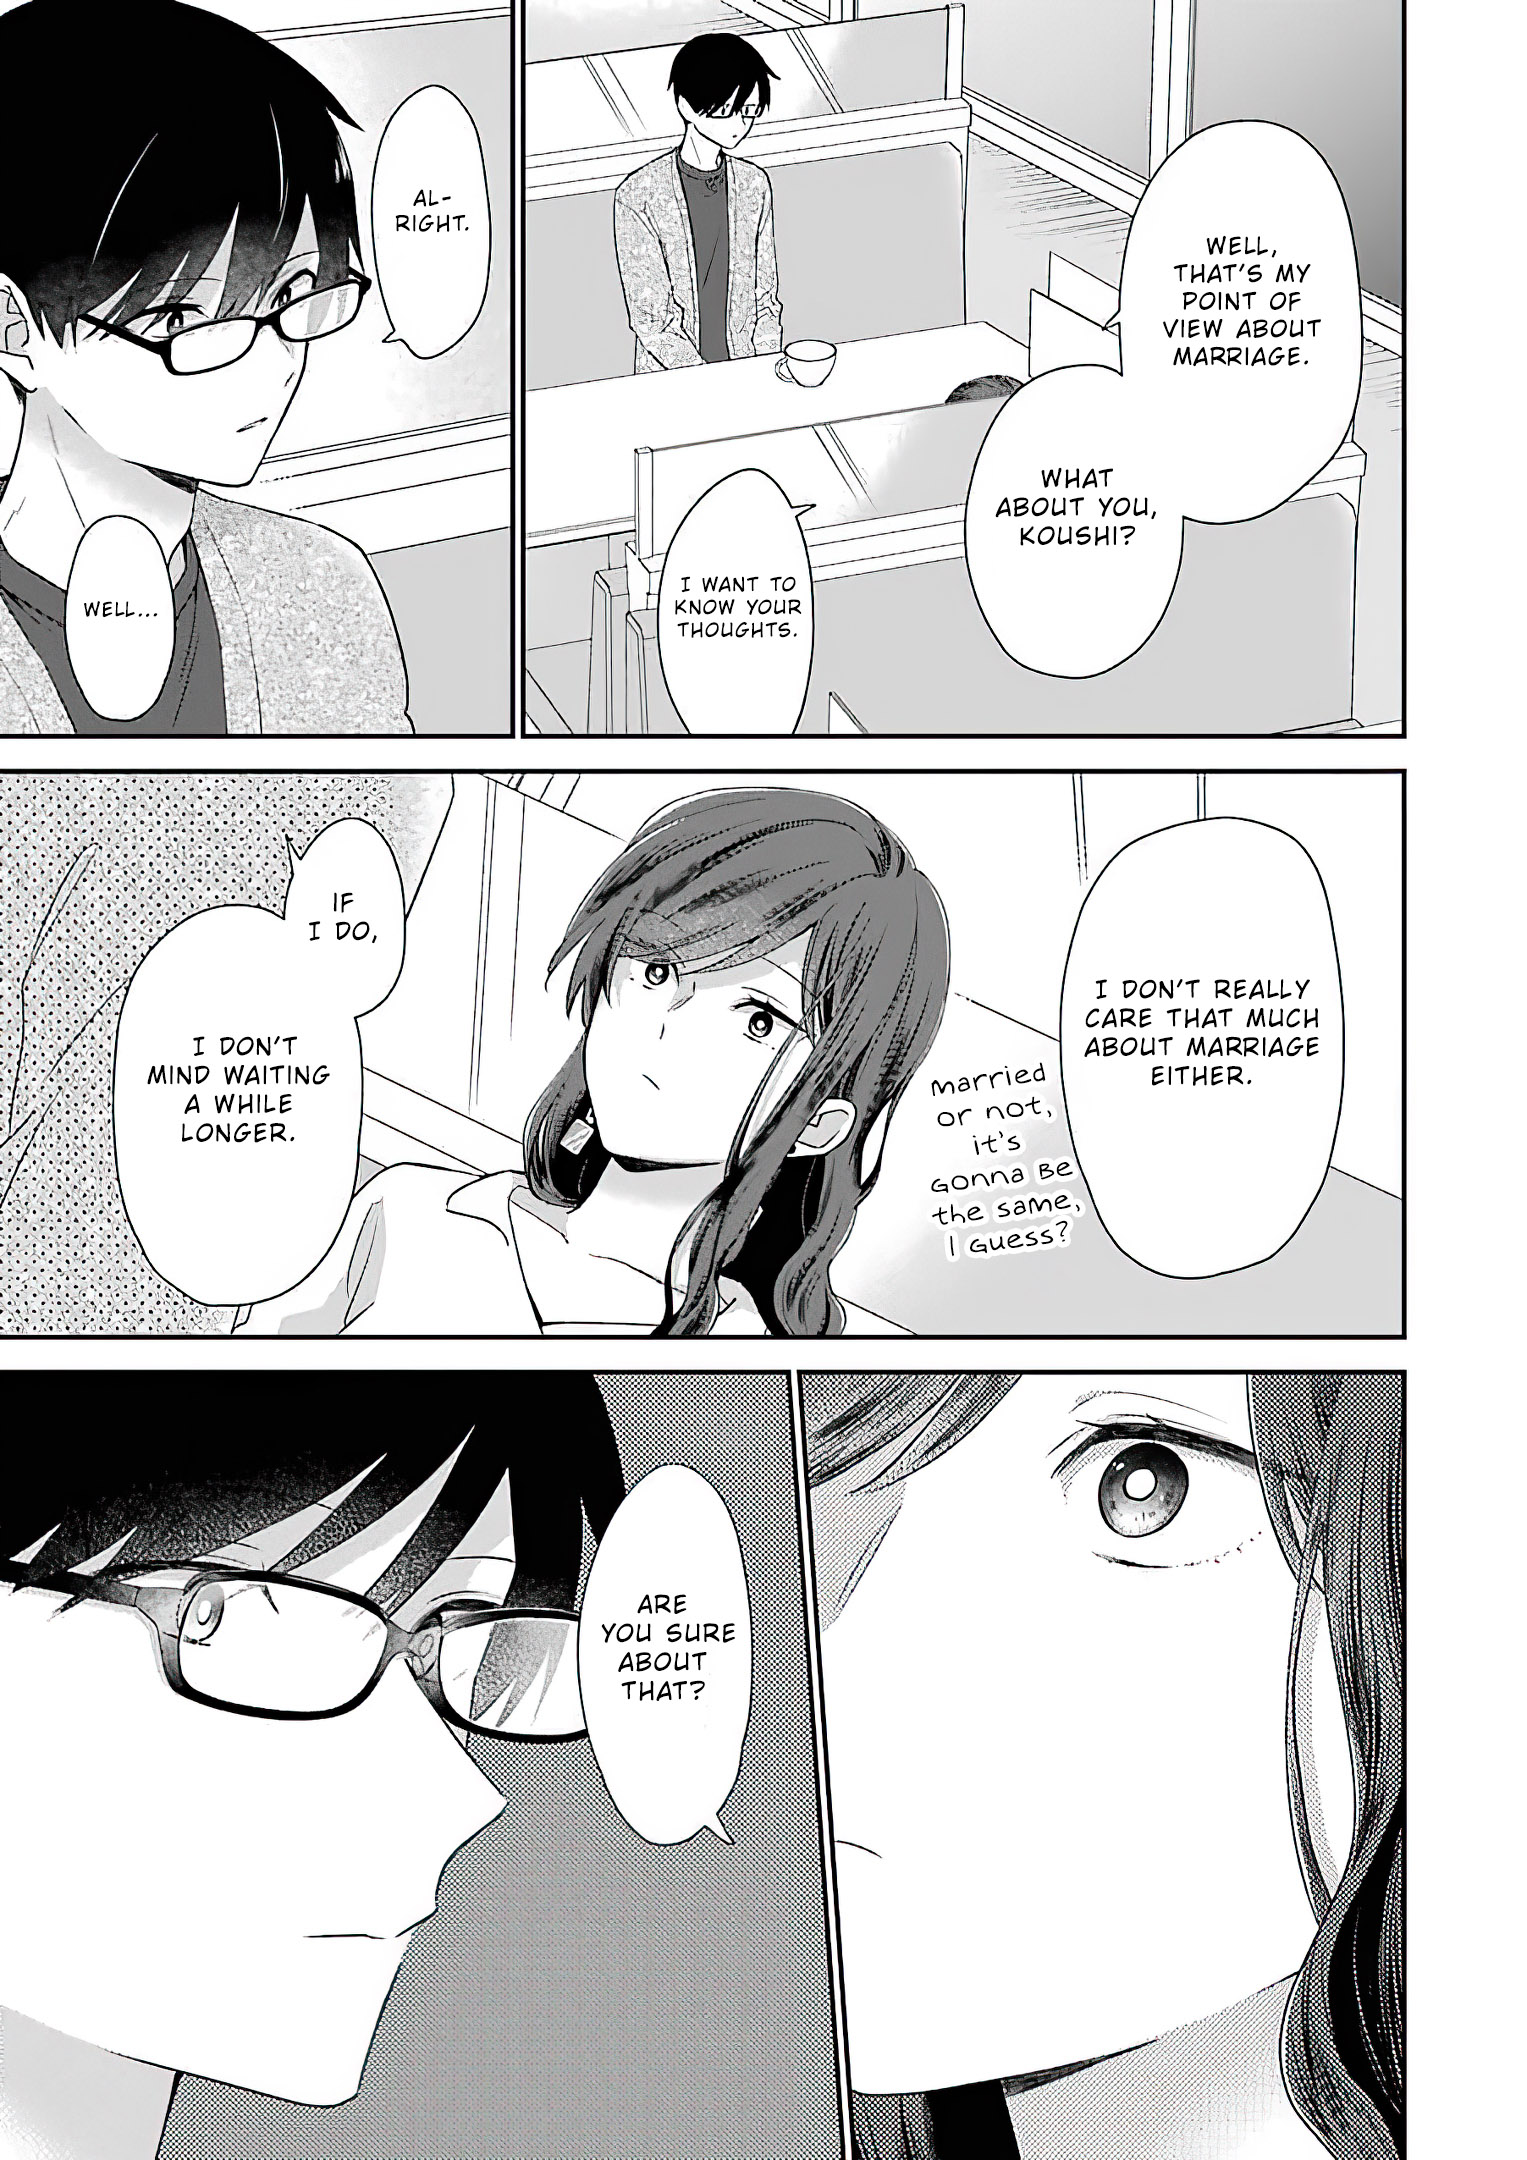 WELL,
THAT'S MY
POINT OF
VIEW ABOUT
MARRIAGE.
WHAT
ABOUT YOU,
KOUSHI?
I WANT TO
KNOW YOUR
THOUGHTS.
AL-
RIGHT.
WELL...
I DON'T REALLY
CARE THAT MUCH
ABOUT MARRIAGE
EITHER.
married
or not,
it's
Gonna Be
the same,
I Guess?
IF
I DO,
I DON'T
MIND WAITING
A WHILE
LONGER.
ARE
YOU SURE
ABOUT
THAT?